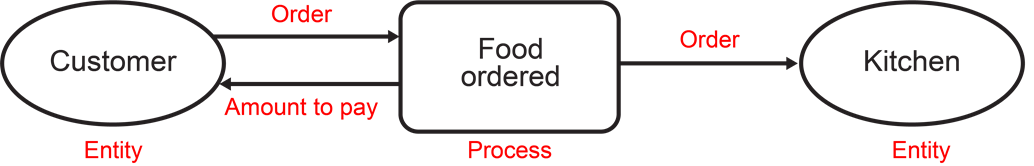 Order
Customer
Amount to pay
Entity
Food
ordered
Process
Order
Kitchen
Entity